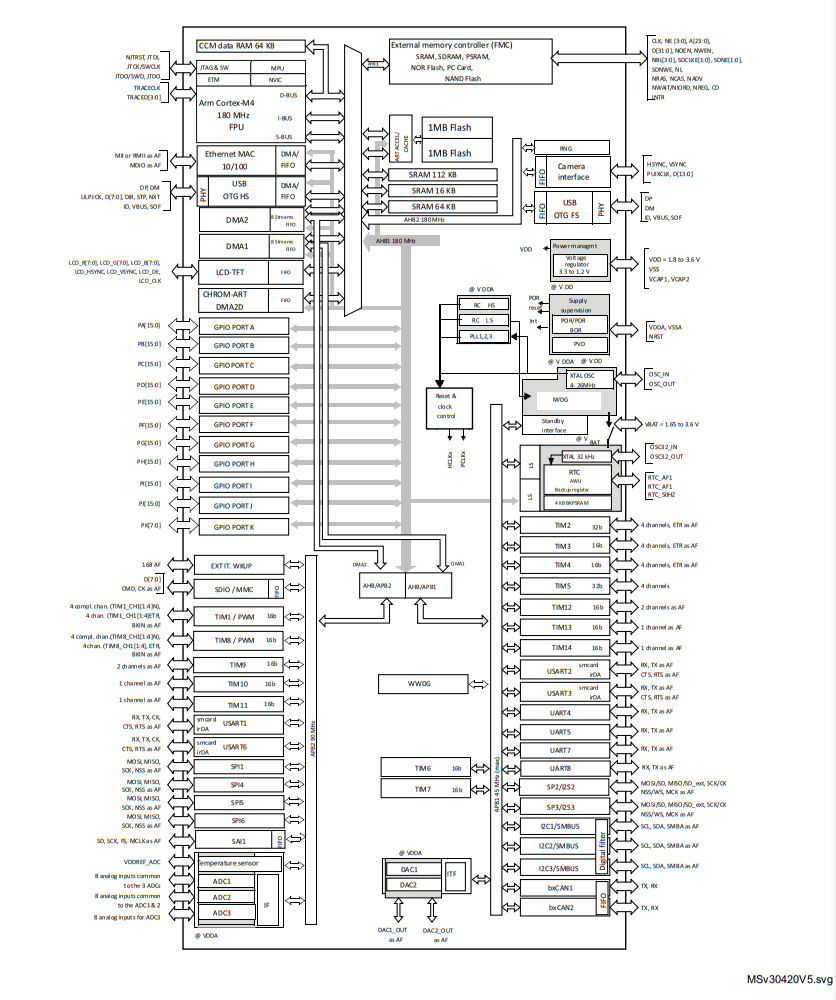 CCM data RAM 64 KB
External memory controller (FMC)
SRAM, SDRAM, PSRAM,
NOR Flash, PC Card,
NAND Flash
CLK, NE [3:0], A[23:0],
D[31:0], NOEN, NWEN,
NBL[3:0], SDCLKE[1:0], SDNE[1:0],
SDNWE, NL
NRAS, NCAS, NADV
NWAIT/NIORD, NREG, CD
INTR
NJTRST, JTDI,
JTCK/SWCLK
JTDO/SWD, JTDO
TRACECLK
TRACED[3:0]
JTAG & SW
MPU
ETM
NVIC
Arm Cortex-M4
180 MHz
FPU
D-BUS
I-BUS
S-BUS
AHB3
ART ACCEL/
CACHE
1MB Flash
1MB Flash
SRAM 112 KB
SRAM 16 KB
SRAM 64 KB
AHB2 180 MHz
AHB1 180 MHz
MII or RMII as AF
MDIO as AF
Ethernet MAC
10/100
DMA/
FIFO
DP, DM
ULPI:CK, D[7:0], DIR, STP, NXT
ID, VBUS, SOF
PHY
USB
OTG HS
DMA/
FIFO
DMA2
8 Streams
FIFO
DMA1
8 Streams
FIFO
LCD_R[7:0], LCD_G[7:0], LCD_B[7:0],
LCD_HSYNC, LCD_VSYNC, LCD_DE,
LCD_CLK
LCD-TFT
FIFO
CHROM-ART
DMA2D
FIFO
RNG
FIFO
Camera
interface
HSYNC, VSYNC
PUIXCLK, D[13:0]
FIFO
USB
OTG FS
PHY
DP
DM
ID, VBUS, SOF
VDD
Power managmt
Voltage
regulator
3.3 to 1.2 V
VDD = 1.8 to 3.6 V
VSS
VCAP1, VCAP2
@ V DD
@ V DDA
POR
reset
Int
Supply
supervision
POR/PDR
BOR
PVD
VDDA, VSSA
NRST
RC HS
RC LS
PLL1,2,3
@ V DDA
@ V DD
XTAL OSC
4- 26MHz
OSC_IN
OSC_OUT
IWDG
Reset &
clock
control
HCLKx
PCLKx
Standby
interface
VBAT = 1.65 to 3.6 V
@ V
BAT
LS
LS
XTAL 32 kHz
OSC32_IN
OSC32_OUT
RTC
AWU
Backup register
4 KB BKPSRAM
RTC_AF1
RTC_AF1
RTC_50HZ
PA[15:0]
GPIO PORT A
PB[15:0]
GPIO PORT B
PC[15:0]
GPIO PORT C
PD[15:0]
GPIO PORT D
PE[15:0]
GPIO PORT E
PF[15:0]
GPIO PORT F
PG[15:0]
GPIO PORT G
PH[15:0]
GPIO PORT H
PI[15:0]
GPIO PORT I
PJ[15:0]
GPIO PORT J
PK[7:0]
GPIO PORT K
DMA2
DMA1
AHB/APB2
AHB/APB1
168 AF
EXT IT. WKUP
D[7:0]
CMD, CK as AF
SDIO / MMC
FIFO
4 compl. chan. (TIM1_CH1[1:4]N),
4 chan. (TIM1_CH1[1:4]ETR,
BKIN as AF
TIM1 / PWM
16b
4 compl. chan.(TIM8_CH1[1:4]N),
4 chan. (TIM8_CH1[1:4], ETR,
BKIN as AF
TIM8 / PWM
16b
2 channels as AF
TIM9
16b
1 channel as AF
TIM10
16b
1 channel as AF
TIM11
16b
RX, TX, CK,
CTS, RTS as AF
smcard
irDA
USART1
RX, TX, CK,
CTS, RTS as AF
smcard
irDA
USART6
MOSI, MISO,
SCK, NSS as AF
SPI1
MOSI, MISO,
SCK, NSS as AF
SPI4
MOSI, MISO,
SCK, NSS as AF
SPI5
MOSI, MISO,
SCK, NSS as AF
SPI6
SD, SCK, FS, MCLK as AF
SAI1
FIFO
VDDREF_ADC
Temperature sensor
8 analog inputs common
to the 3 ADCs
8 analog inputs common
to the ADC1 & 2
8 analog inputs for ADC3
ADC1
ADC2
ADC3
IF
@ VDDA
APB2 90 MHz
WWDG
TIM6
16b
TIM7
16b
@ VDDA
DAC1
DAC2
ITF
DAC1_OUT
as AF
DAC2_OUT
as AF
APB1 45 MHz (max)
TIM2
32b
4 channels, ETR as AF
TIM3
16b
4 channels, ETR as AF
TIM4
16b
4 channels, ETR as AF
TIM5
32b
4 channels
TIM12
16b
2 channels as AF
TIM13
16b
1 channel as AF
TIM14
16b
1 channel as AF
USART2
smcard
irDA
RX, TX as AF
CTS, RTS as AF
USART3
smcard
irDA
RX, TX as AF
CTS, RTS as AF
UART4
RX, TX as AF
UART5
RX, TX as AF
UART7
RX, TX as AF
UART8
RX, TX as AF
SP2/I2S2
MOSI/SD, MISO/SD_ext, SCK/CK
NSS/WS, MCK as AF
SP3/I2S3
MOSI/SD, MISO/SD_ext, SCK/CK
NSS/WS, MCK as AF
I2C1/SMBUS
SCL, SDA, SMBA as AF
I2C2/SMBUS
SCL, SDA, SMBA as AF
I2C3/SMBUS
SCL, SDA, SMBA as AF
Digital filter
bxCAN1
TX, RX
bxCAN2
TX, RX
FIFO
MSv30420V5.svg